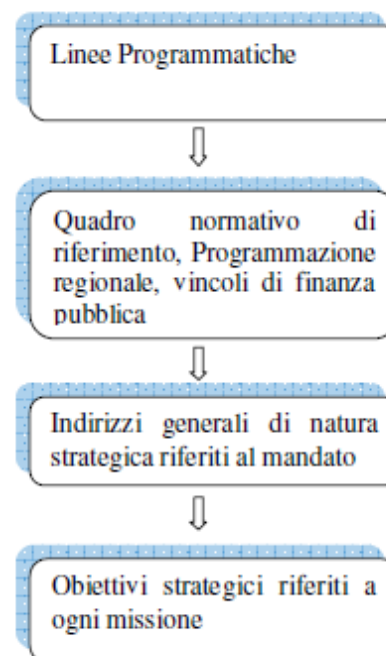 Linee Programmatiche
Quadro normativo di
riferimento, Programmazione
regionale, vincoli di finanza
pubblica
Indirizzi generali di natura
strategica riferiti al mandato
Obiettivi strategici riferiti a
ogni missione